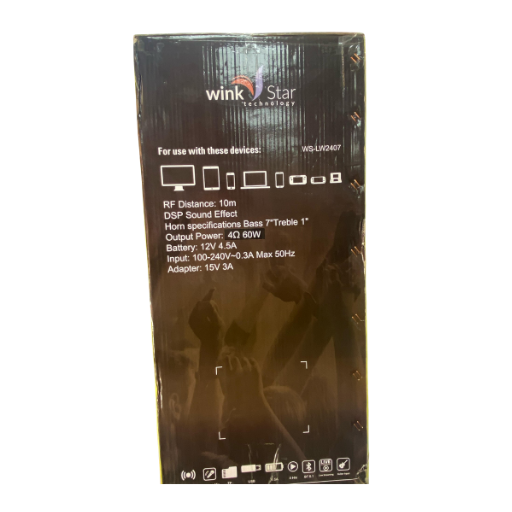 wink Star
technology
For use with these devices:
WS-LW2407
RF Distance: 10m
DSP Sound Effect
Horn specifications Bass 7"Treble 1"
Output Power: 4Ω 60W
Battery: 12V 4.5A
Input: 100-240V~0.3A Max 50Hz
Adapter: 15V 3A
LIVE